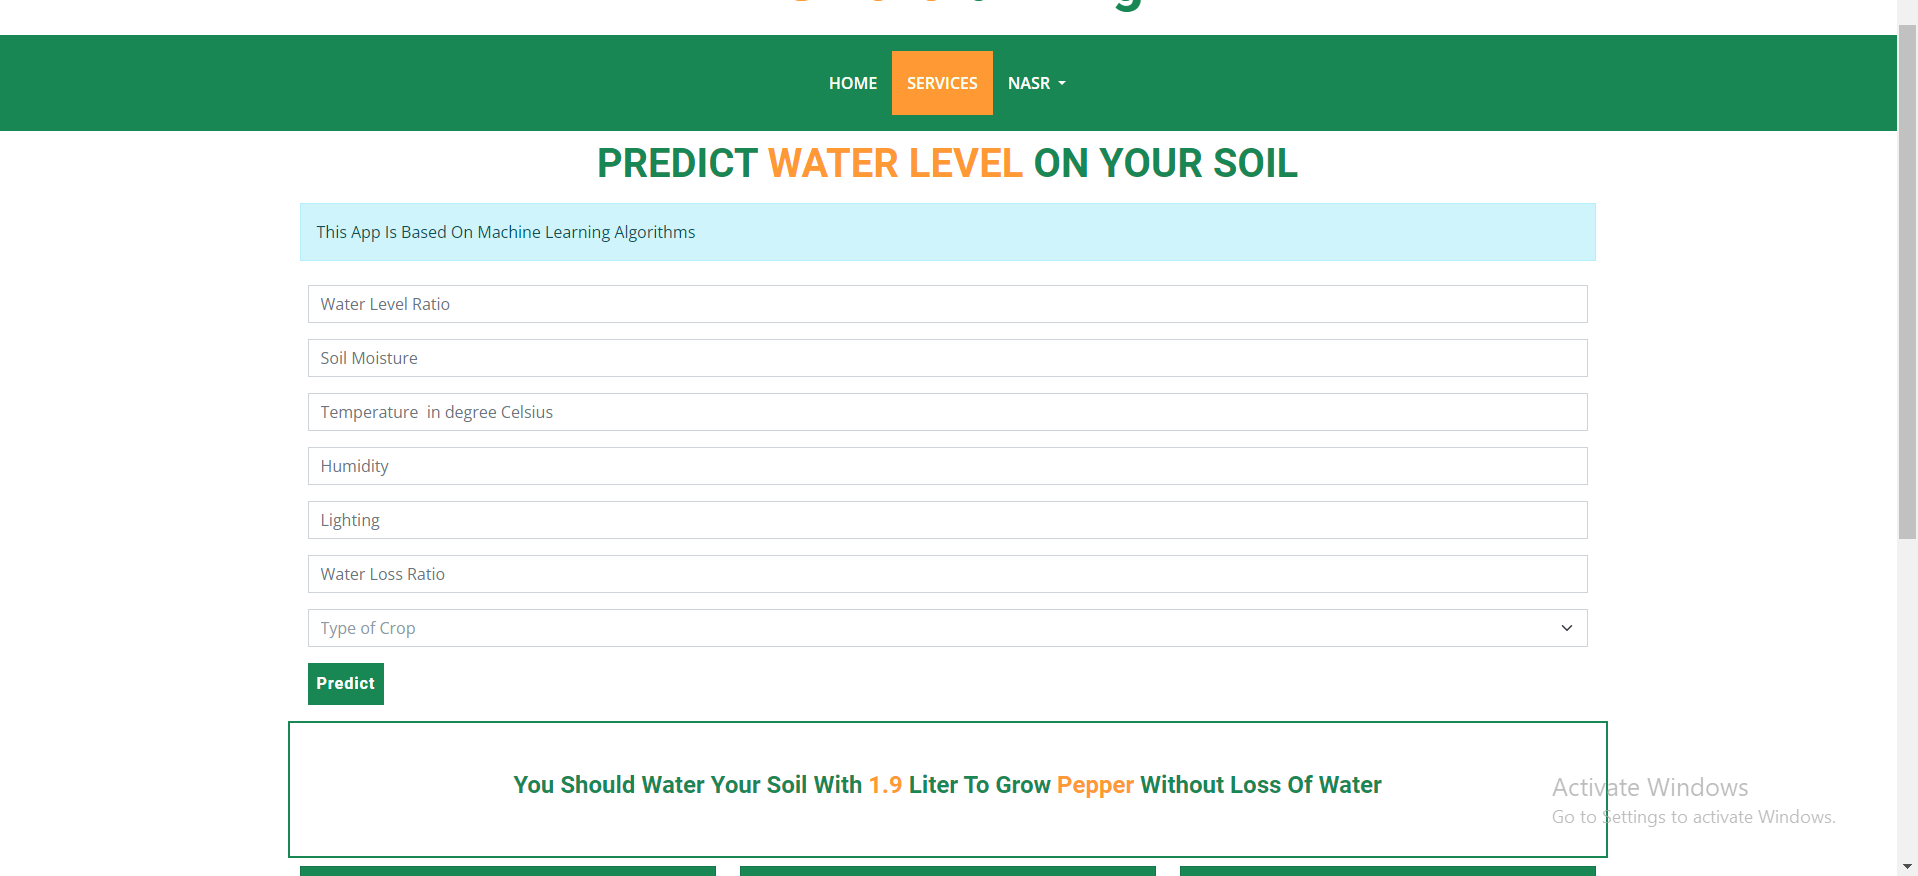 HOME SERVICES NASR
PREDICT WATER LEVEL ON YOUR SOIL
This App Is Based On Machine Learning Algorithms
Water Level Ratio
Soil Moisture
Temperature in degree Celsius
Humidity
Lighting
Water Loss Ratio
Type of Crop
Predict
You Should Water Your Soil With 1.9 Liter To Grow Pepper Without Loss Of Water
Activate Windows
Go to Settings to activate Windows.